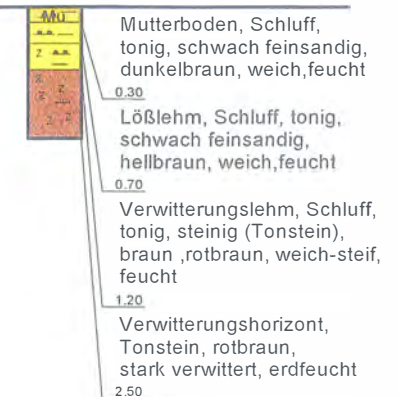 Mu
Mutterboden, Schluff,
tonig, schwach feinsandig,
dunkelbraun, weich,feucht
0.30
Lößlehm, Schluff, tonig,
schwach feinsandig,
hellbraun, weich,feucht
0.70
Verwitterungslehm, Schluff,
tonig, steinig (Tonstein),
braun ,rotbraun, weich-steif,
feucht
1.20
Verwitterungshorizont,
Tonstein, rotbraun,
stark verwittert, erdfeucht
2.50
z
z
z
z
z
z